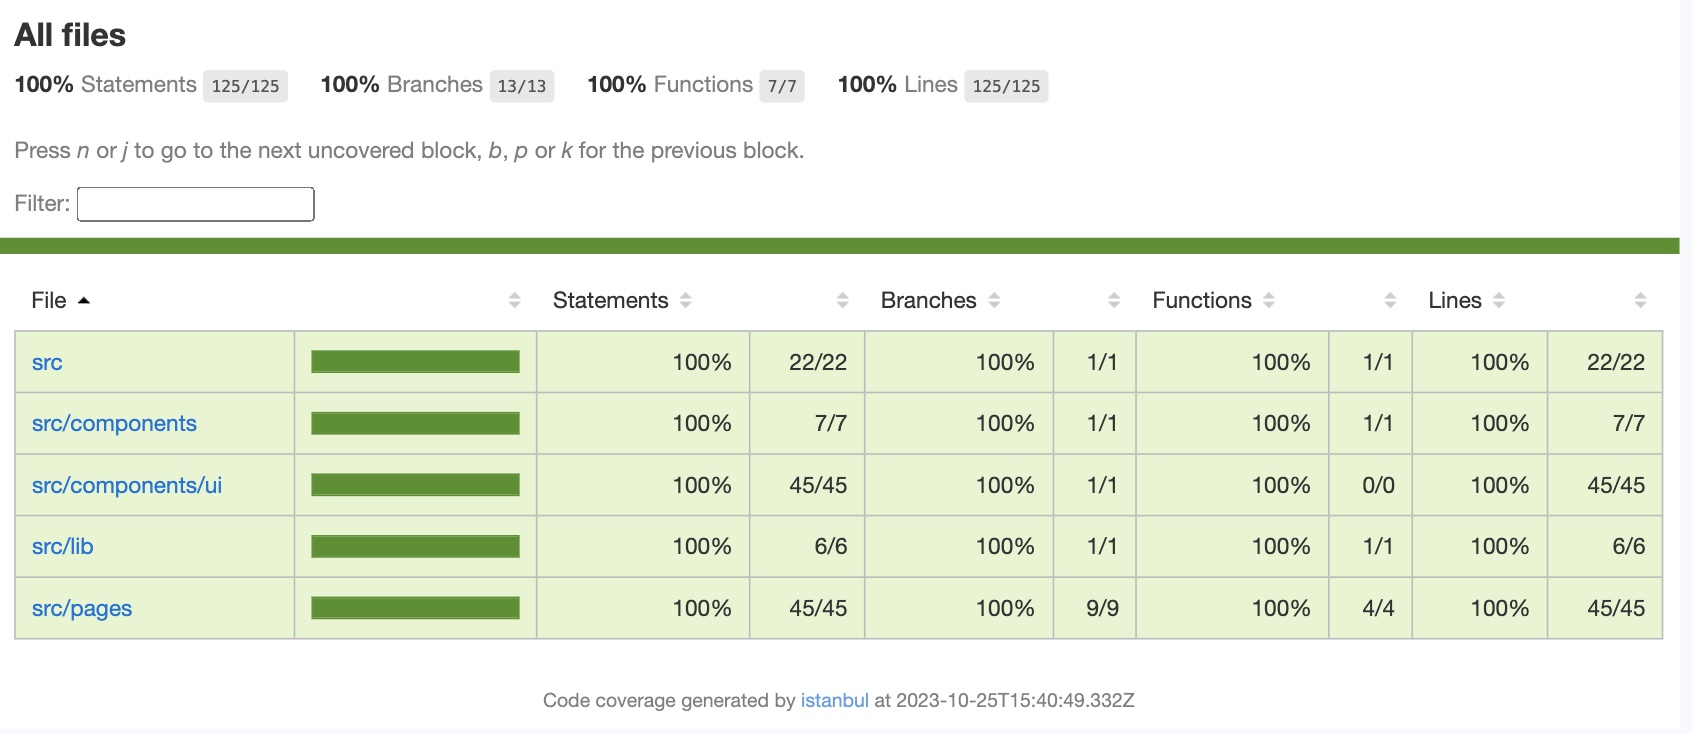 All files
100% Statements 125/125 100% Branches 13/13 100% Functions 7/7 100% Lines 125/125
Press n or j to go to the next uncovered block, b, p or k for the previous block.
Filter:
File Statements Branches Functions Lines
src 100% 22/22 100% 1/1 100% 1/1 100% 22/22
src/components 100% 7/7 100% 1/1 100% 1/1 100% 7/7
src/components/ui 100% 45/45 100% 1/1 100% 0/0 100% 45/45
src/lib 100% 6/6 100% 1/1 100% 1/1 100% 6/6
src/pages 100% 45/45 100% 9/9 100% 4/4 100% 45/45
Code coverage generated by istanbul at 2023-10-25T15:40:49.332Z